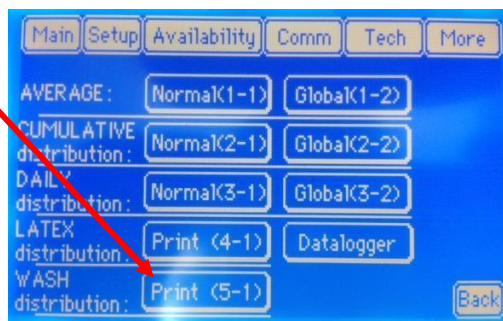 Main Setup Availability Comm Tech More
AVERAGE: Normal(1-1) Global(1-2)
CUMULATIVE
distribution: Normal(2-1) Global(2-2)
DAILY
distribution: Normal(3-1) Global(3-2)
LATEX
distribution: Print (4-1) Datalogger
WASH
distribution: Print (5-1) Back